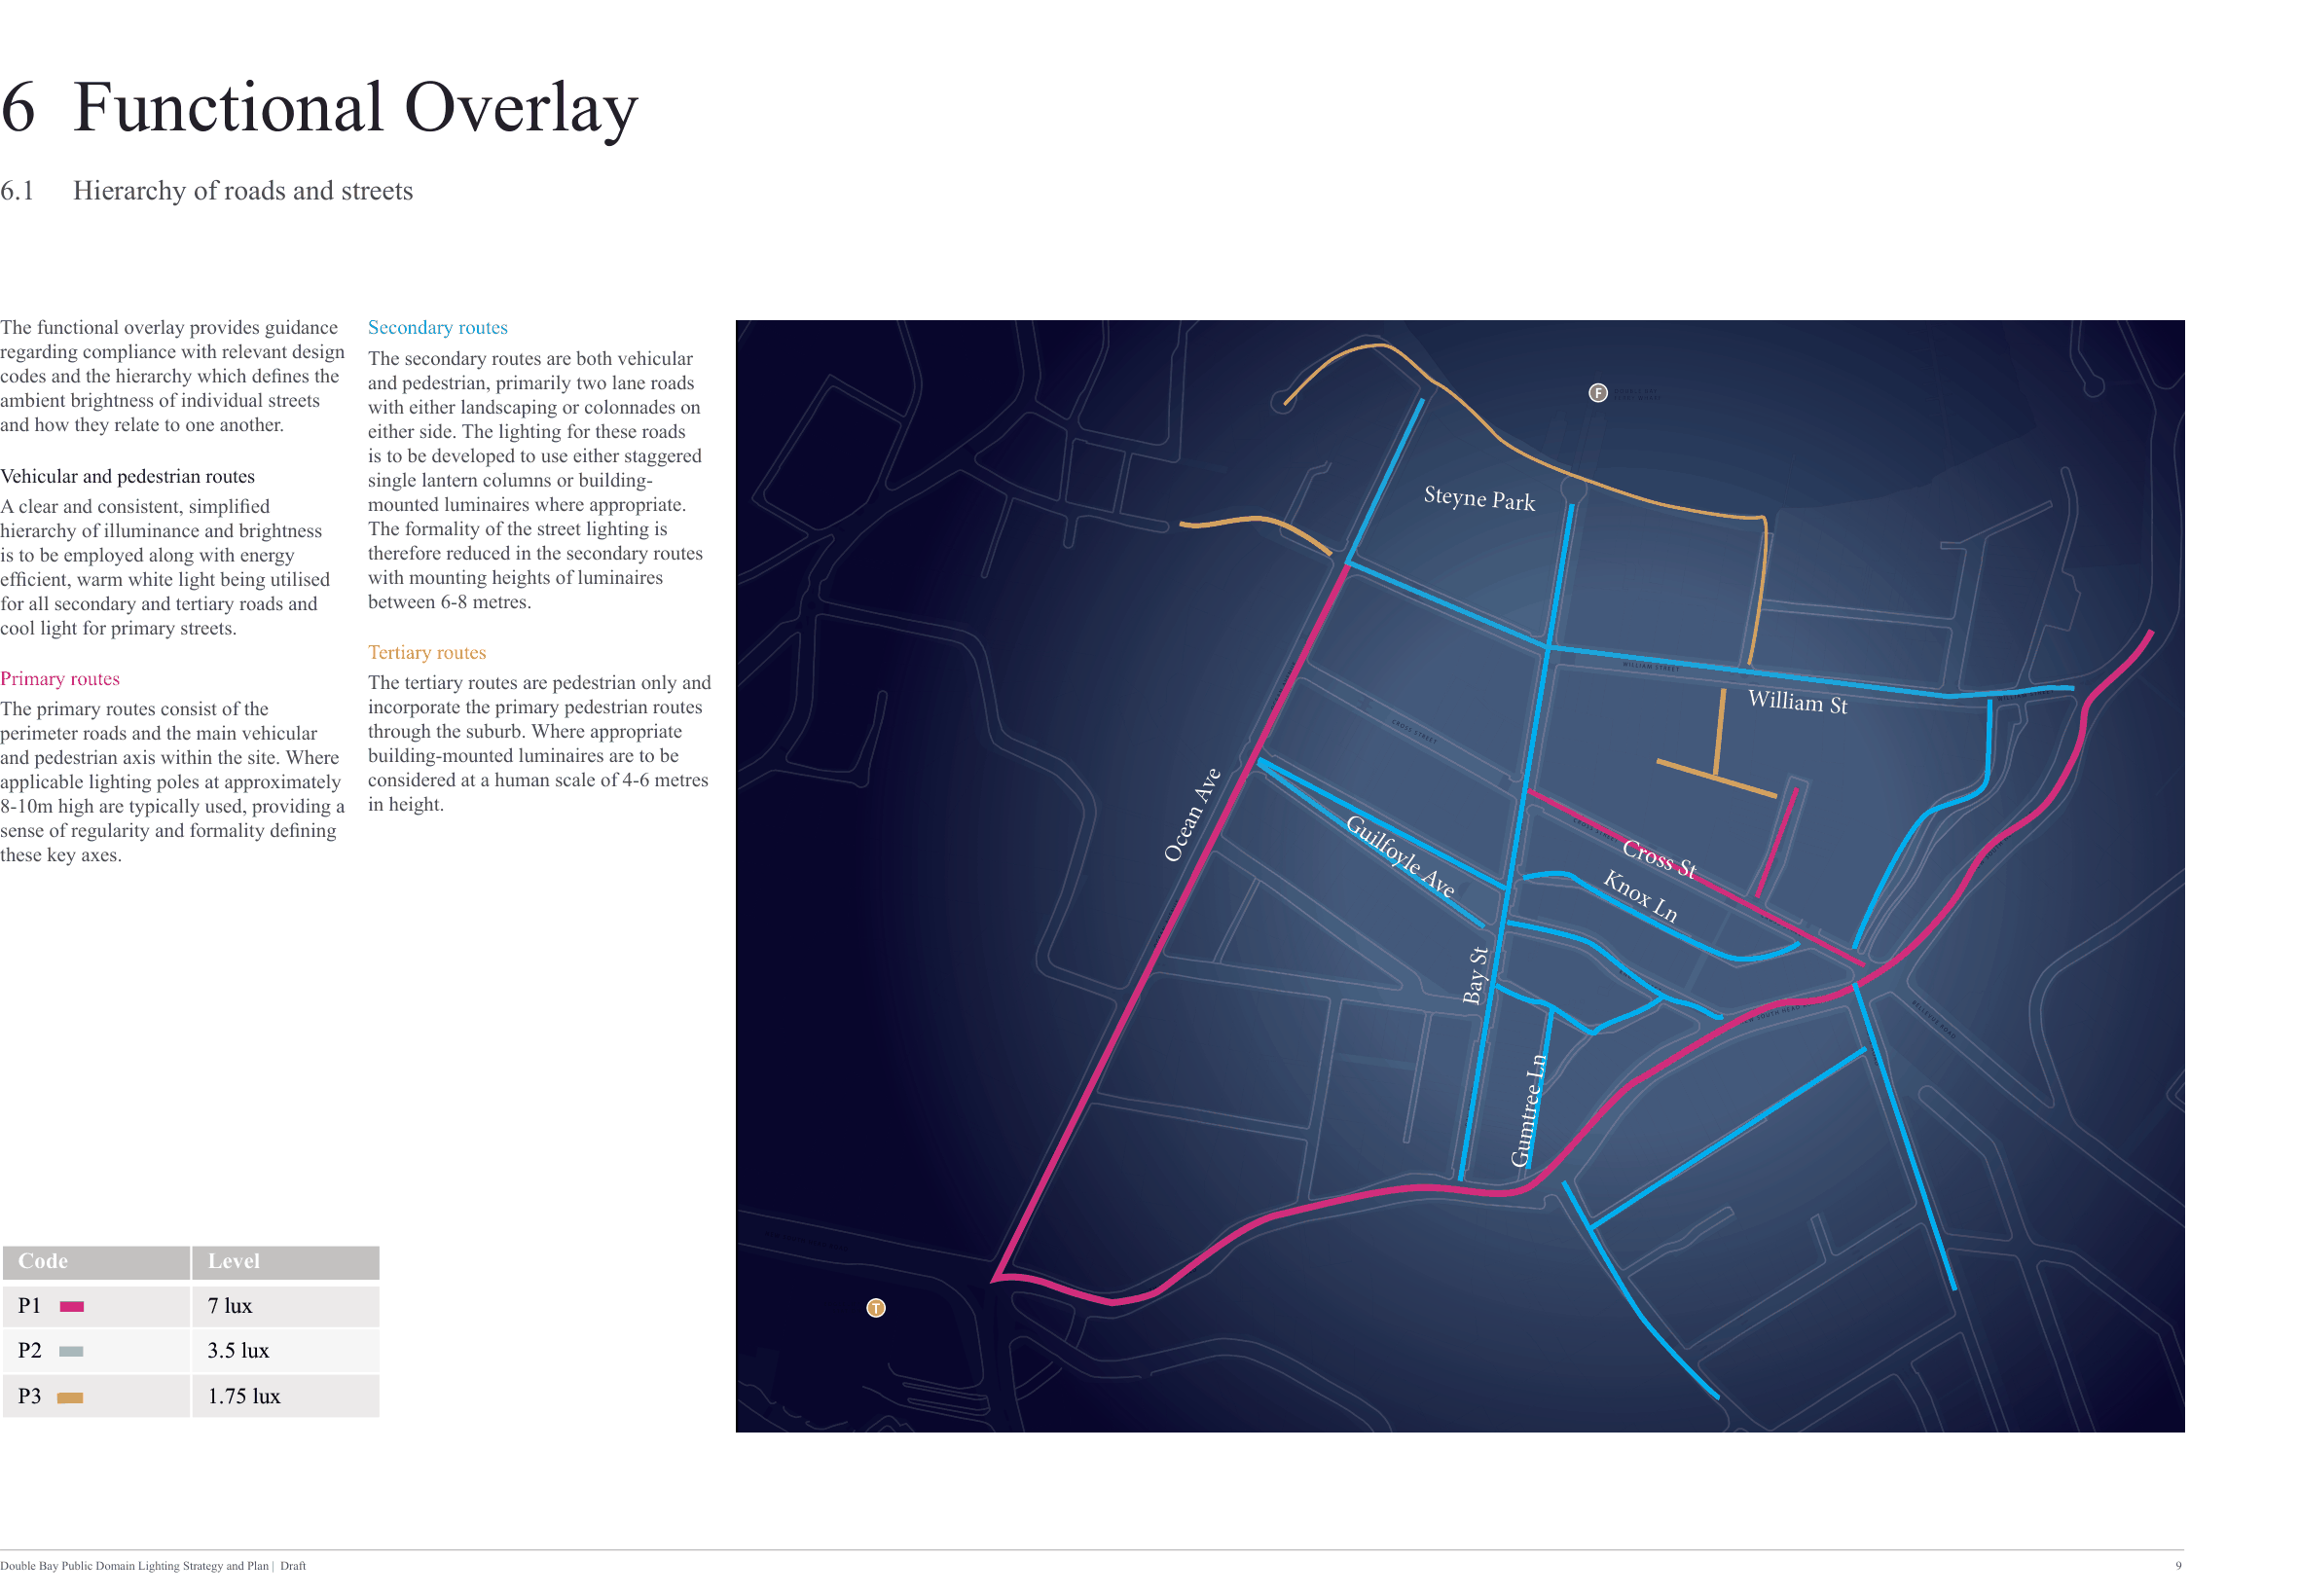 6 Functional Overlay
6.1 Hierarchy of roads and streets
The functional overlay provides guidance
regarding compliance with relevant design
codes and the hierarchy which defines the
ambient brightness of individual streets
and how they relate to one another.
Vehicular and pedestrian routes
A clear and consistent, simplified
hierarchy of illuminance and brightness
is to be employed along with energy
efficient, warm white light being utilised
for all secondary and tertiary roads and
cool light for primary streets.
Primary routes
The primary routes consist of the
perimeter roads and the main vehicular
and pedestrian axis within the site. Where
applicable lighting poles at approximately
8-10m high are typically used, providing a
sense of regularity and formality defining
these key axes.
Secondary routes
The secondary routes are both vehicular
and pedestrian, primarily two lane roads
with either landscaping or colonnades on
either side. The lighting for these roads
is to be developed to use either staggered
single lantern columns or building-
mounted luminaires where appropriate.
The formality of the street lighting is
therefore reduced in the secondary routes
with mounting heights of luminaires
between 6-8 metres.
Tertiary routes
The tertiary routes are pedestrian only and
incorporate the primary pedestrian routes
through the suburb. Where appropriate
building-mounted luminaires are to be
considered at a human scale of 4-6 metres
in height.
Code Level
P1 7 lux
P2 3.5 lux
P3 1.75 lux
F
Steyne Park
WILLIAM STREET
William St
CROSS STREET
Ocean Ave
Guilfoyle Ave
CROSS STREET
Cross St
Knox Ln
Bay St
BELLEVUE ROAD
Gumtree Ln
T
Double Bay Public Domain Lighting Strategy and Plan | Draft
9